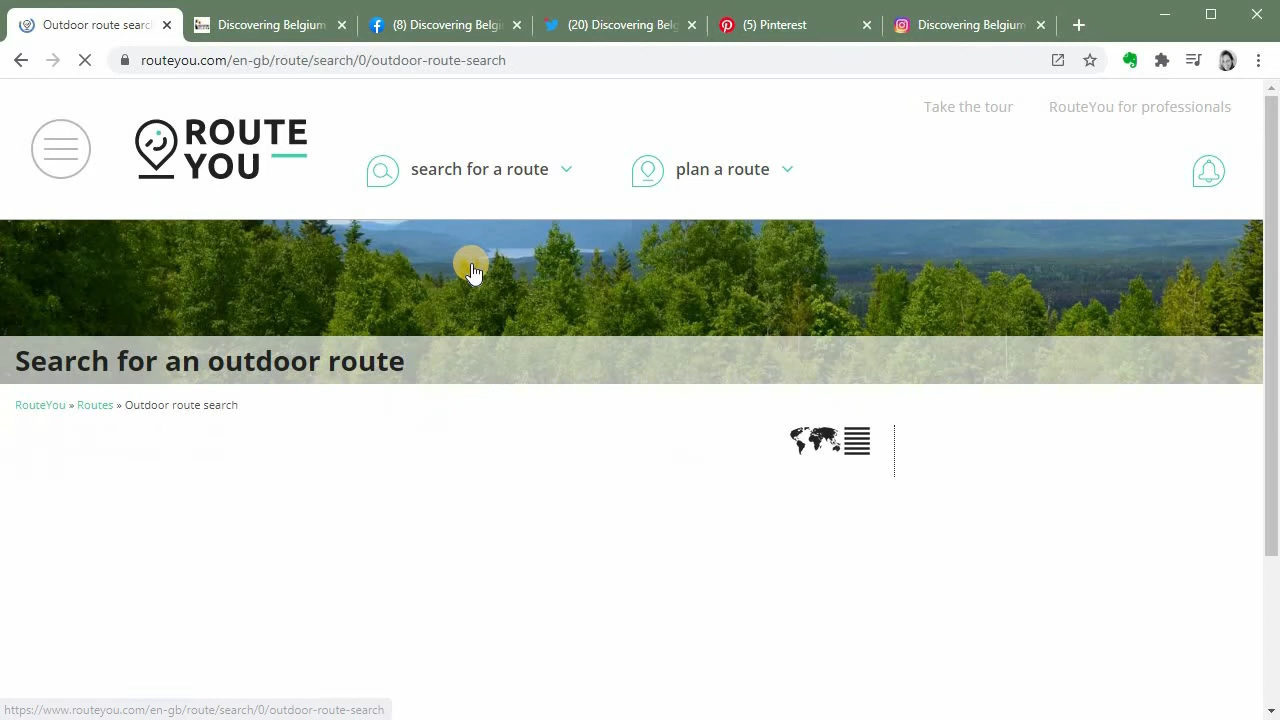 Outdoor route searc
Discovering Belgium
(8) Discovering Belgi
(20) Discovering Belg
(5) Pinterest
Discovering Belgium
routeyou.com/en-gb/route/search/0/outdoor-route-search
Take the tour
RouteYou for professionals
ROUTE
YOU
search for a route
plan a route
Search for an outdoor route
RouteYou » Routes » Outdoor route search
https://www.routeyou.com/en-gb/route/search/0/outdoor-route-search